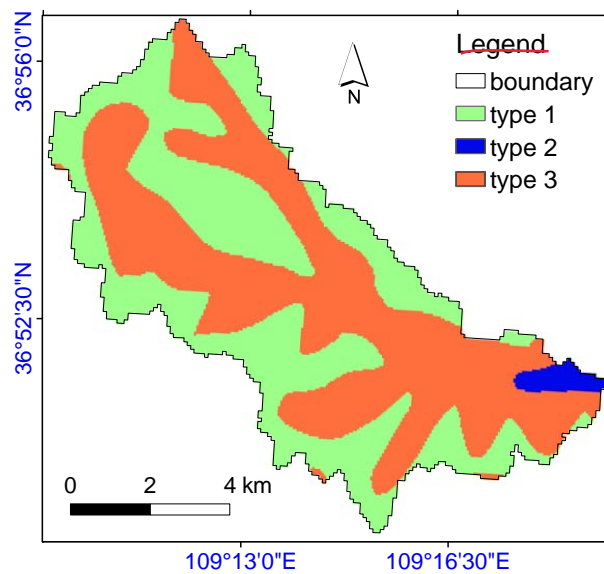 Legend
boundary
type 1
type 2
type 3
N
36°56'0"N
36°52'30"N
0 2 4 km
109°13'0"E 109°16'30"E